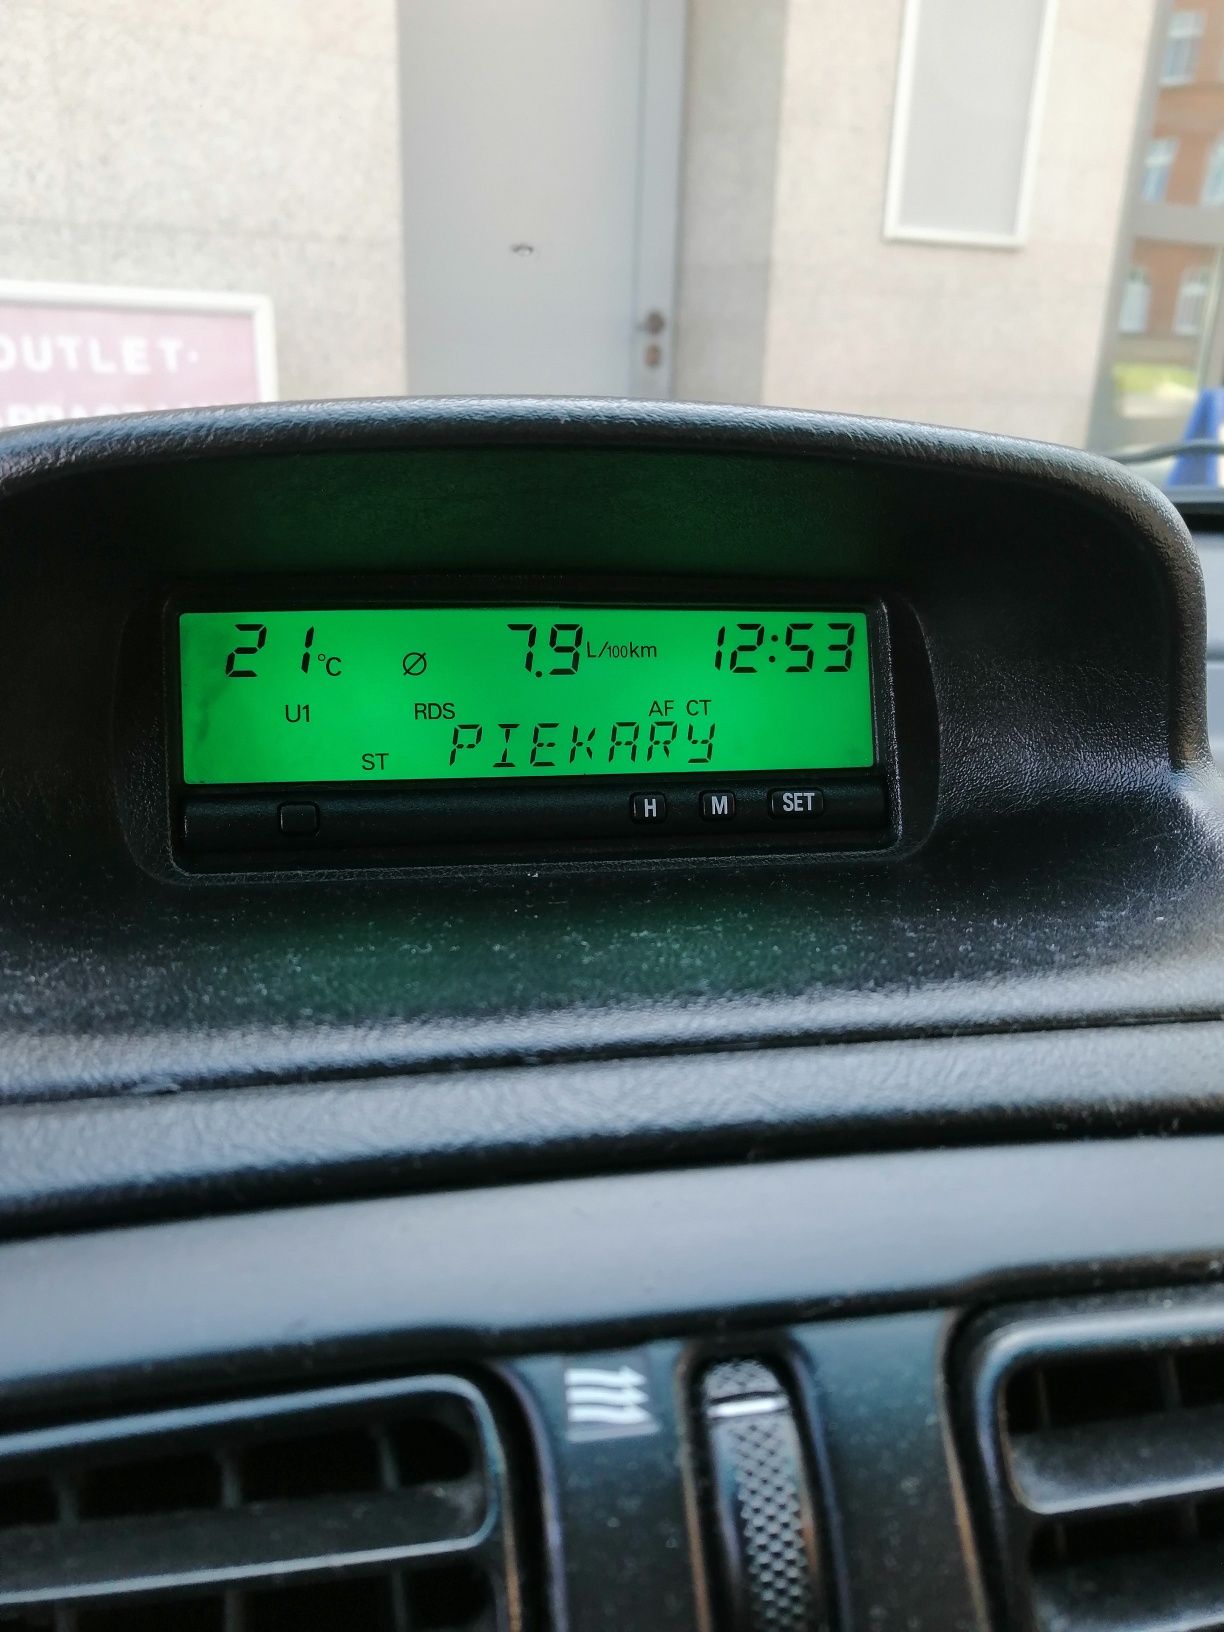 OUTLET
21°C Ø 7.9 L/100km 12:53
U1 RDS AF CT
ST PIEKARY
H M SET